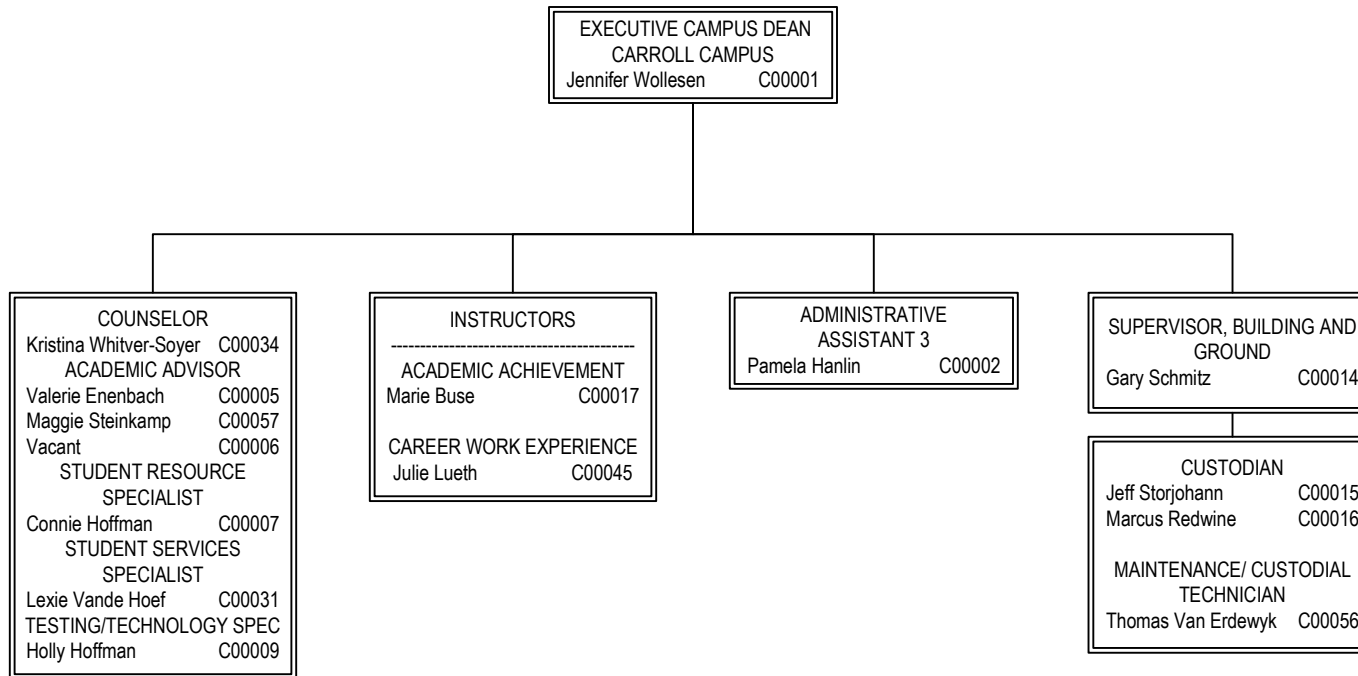 EXECUTIVE CAMPUS DEAN
CARROLL CAMPUS
Jennifer Wollesen C00001
COUNSELOR
Kristina Whitver-Soyer C00034
ACADEMIC ADVISOR
Valerie Enenbach C00005
Maggie Steinkamp C00057
Vacant C00006
STUDENT RESOURCE
SPECIALIST
Connie Hoffman C00007
STUDENT SERVICES
SPECIALIST
Lexie Vande Hoef C00031
TESTING/TECHNOLOGY SPEC
Holly Hoffman C00009
INSTRUCTORS
----------------------------------------
ACADEMIC ACHIEVEMENT
Marie Buse C00017
CAREER WORK EXPERIENCE
Julie Lueth C00045
ADMINISTRATIVE
ASSISTANT 3
Pamela Hanlin C00002
SUPERVISOR, BUILDING AND
GROUND
Gary Schmitz C00014
CUSTODIAN
Jeff Storjohann C00015
Marcus Redwine C00016
MAINTENANCE/ CUSTODIAL
TECHNICIAN
Thomas Van Erdewyk C00056